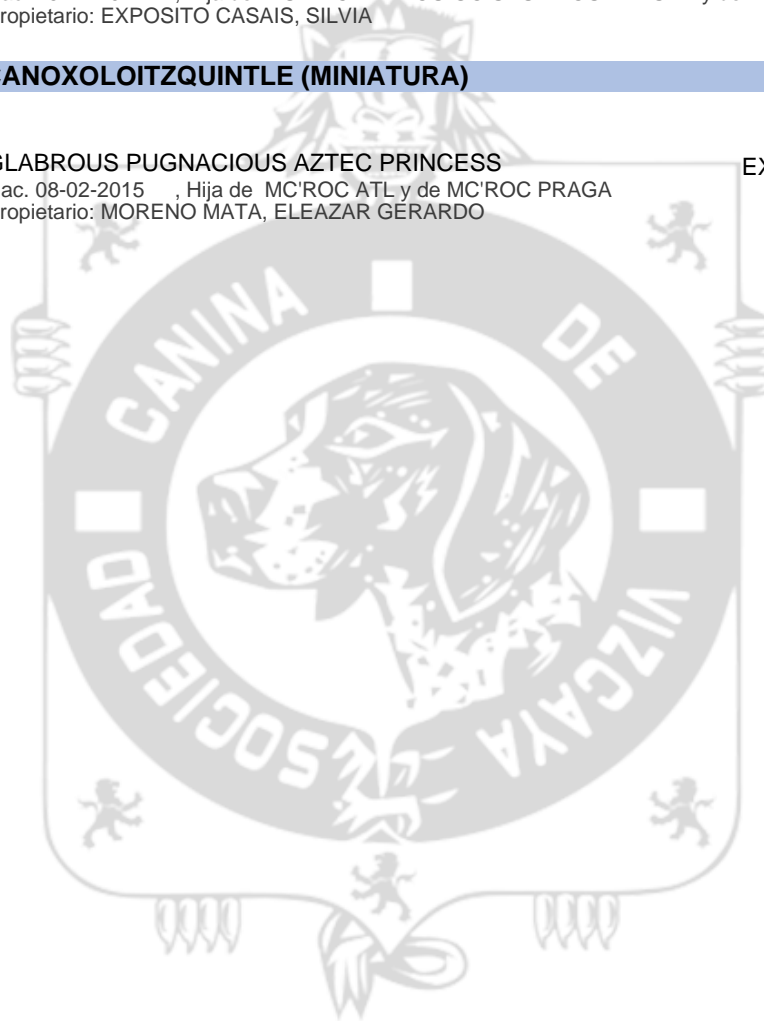 ropietario: EXPOSITO CASAIS, SILVIA
CANOXOLOITZQUINTLE (MINIATURA)
GLABROUS PUGNACIOUS AZTEC PRINCESS EX
ac. 08-02-2015 , Hija de MC'ROC ATL y de MC'ROC PRAGA
ropietario: MORENO MATA, ELEAZAR GERARDO
SOCIEDAD CANINA DE VIZCAYA